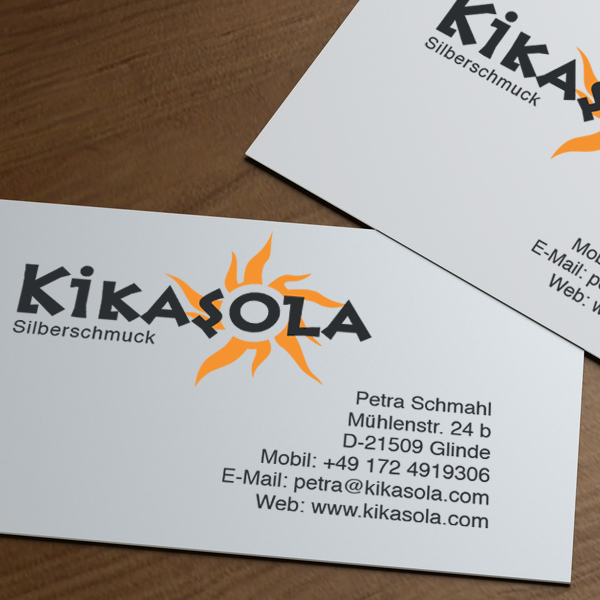 KIKASOLA
Silberschmuck
Petra Schmahl
Mühlenstr. 24 b
D-21509 Glinde
Mobil: +49 172 4919306
E-Mail: petra@kikasola.com
Web: www.kikasola.com
KIKAS
Silberschmuck
Mob
E-Mail: p
Web: w